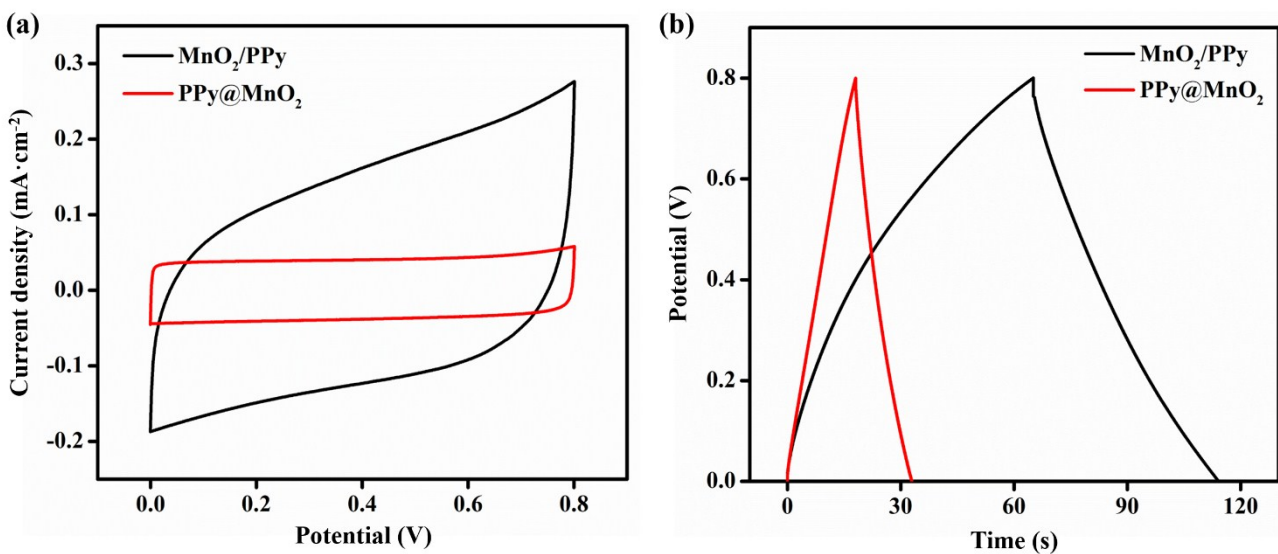 (a)
MnO₂/PPy
PPy@MnO₂
Current density (mA·cm⁻²)
0.3
0.2
0.1
0.0
-0.1
-0.2
0.0 0.2 0.4 0.6 0.8
Potential (V)
(b)
MnO₂/PPy
PPy@MnO₂
Potential (V)
0.8
0.6
0.4
0.2
0.0
0 30 60 90 120
Time (s)